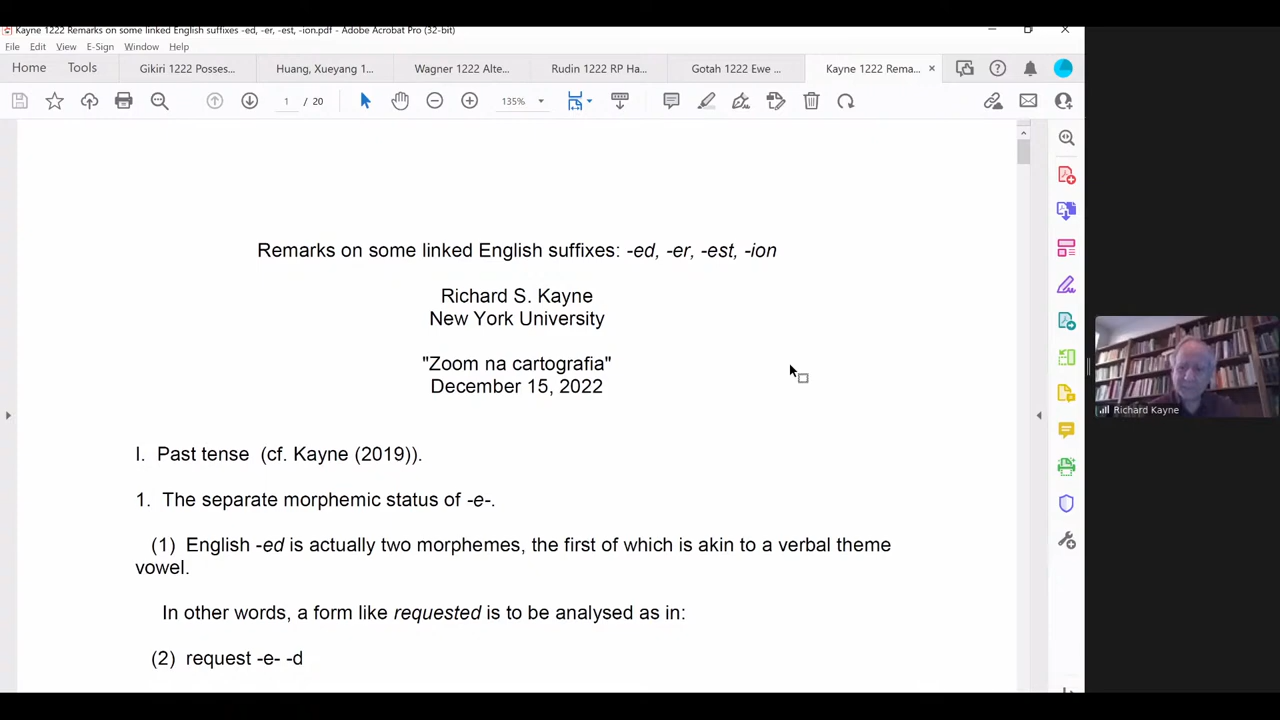 Kayne 1222 Remarks on some linked English suffixes -ed, -er, -est, -ion.pdf - Adobe Acrobat Pro (32-bit)
File Edit View E-Sign Window Help
Home Tools Gikiri 1222 Posses... Huang, Xueyang 1... Wagner 1222 Alte... Rudin 1222 RP Ha... Gotah 1222 Ewe ... Kayne 1222 Rema... ×
1 / 20 135%
Remarks on some linked English suffixes: -ed, -er, -est, -ion
Richard S. Kayne
New York University
"Zoom na cartografia"
December 15, 2022
I. Past tense (cf. Kayne (2019)).
1. The separate morphemic status of -e-.
(1) English -ed is actually two morphemes, the first of which is akin to a verbal theme
vowel.
In other words, a form like requested is to be analysed as in:
(2) request -e- -d
Richard Kayne